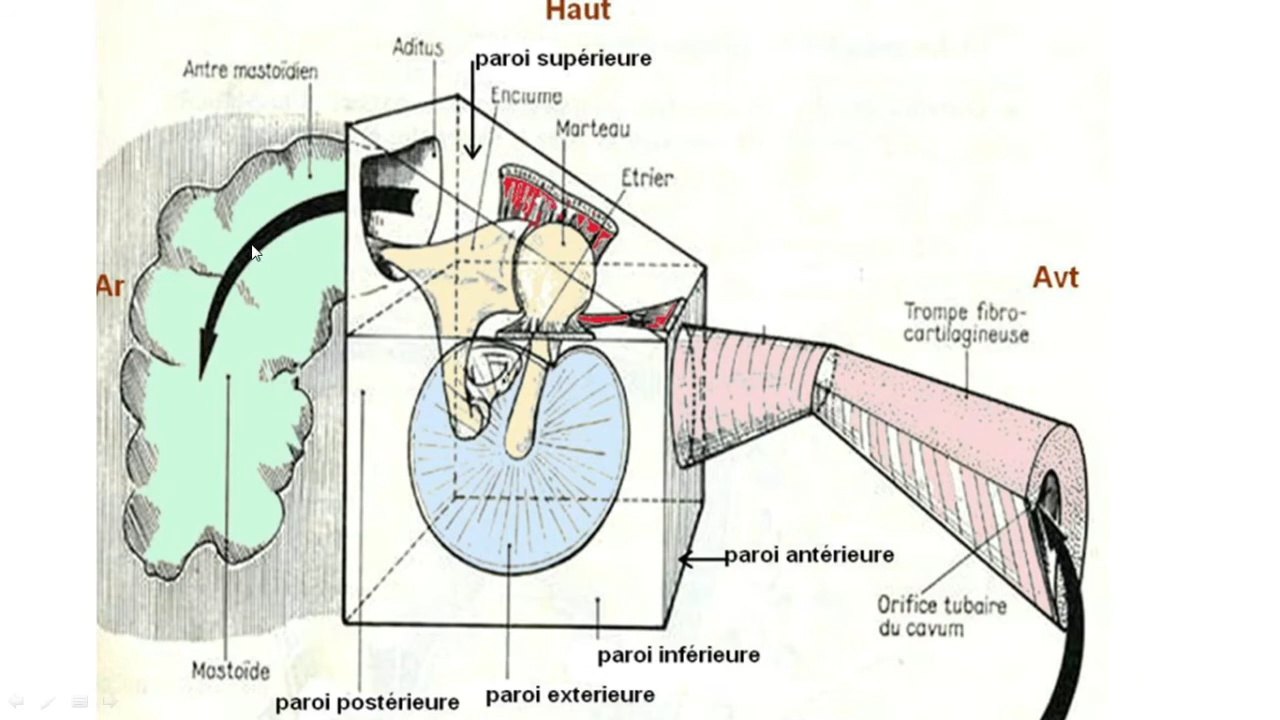 Haut
Aditus
paroi supérieure
Antre mastoïdien
Enclume
Marteau
Etrier
Ar
Avt
Trompe fibro-
cartilagineuse
paroi antérieure
Orifice tubaire
du cavum
paroi inférieure
Mastoïde
paroi postérieure
paroi exterieure